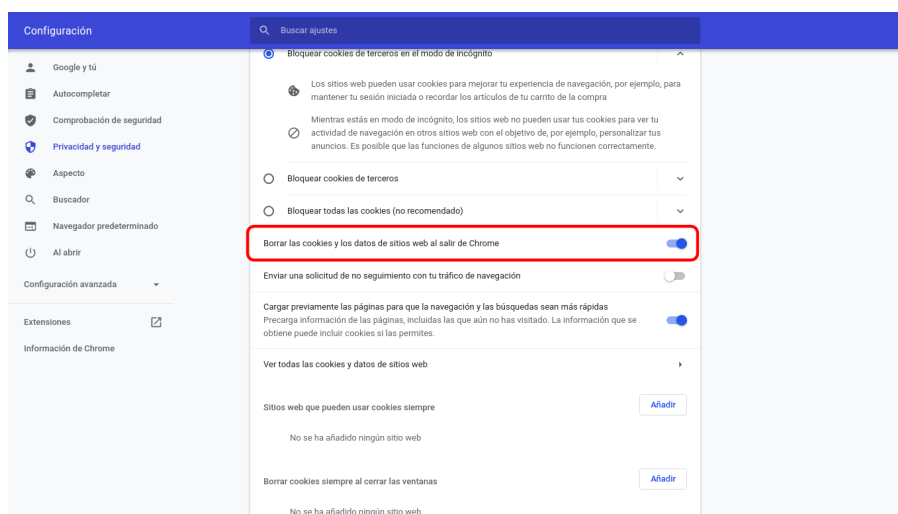 Configuración
Buscar ajustes
Google y tú
Autocompletar
Comprobación de seguridad
Privacidad y seguridad
Aspecto
Buscador
Navegador predeterminado
Al abrir
Configuración avanzada
Extensiones
Información de Chrome
Bloquear cookies de terceros en el modo de incógnito
Los sitios web pueden usar cookies para mejorar tu experiencia de navegación, por ejemplo, para
mantener tu sesión iniciada o recordar los artículos de tu carrito de la compra
Mientras estás en modo de incógnito, los sitios web no pueden usar tus cookies para ver tu
actividad de navegación en otros sitios web con el objetivo de, por ejemplo, personalizar tus
anuncios. Es posible que las funciones de algunos sitios web no funcionen correctamente.
Bloquear cookies de terceros
Bloquear todas las cookies (no recomendado)
Borrar las cookies y los datos de sitios web al salir de Chrome
Enviar una solicitud de no seguimiento con tu tráfico de navegación
Cargar previamente las páginas para que la navegación y las búsquedas sean más rápidas
Precarga información de las páginas, incluidas las que aún no has visitado. La información que se
obtiene puede incluir cookies si las permites.
Ver todas las cookies y datos de sitios web
Sitios web que pueden usar cookies siempre
Añadir
No se ha añadido ningún sitio web
Borrar cookies siempre al cerrar las ventanas
Añadir
No se ha añadido ningún sitio web